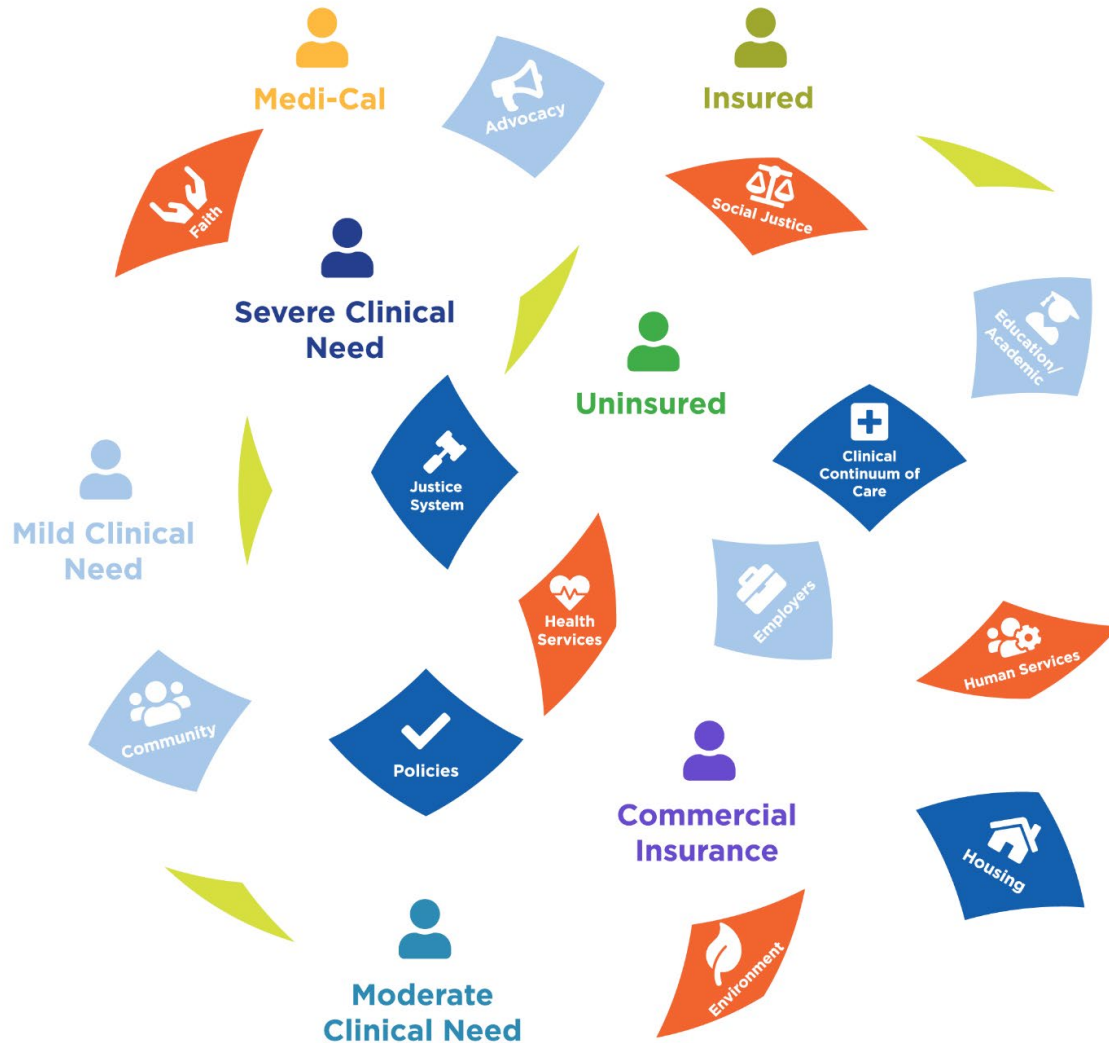 Medi-Cal
Advocacy
Insured
Faith
Social Justice
Severe Clinical
Need
Education/
Academic
Uninsured
Clinical
Continuum of
Care
Justice
System
Mild Clinical
Need
Employers
Health
Services
Human Services
Community
Policies
Commercial
Insurance
Housing
Environment
Moderate
Clinical Need